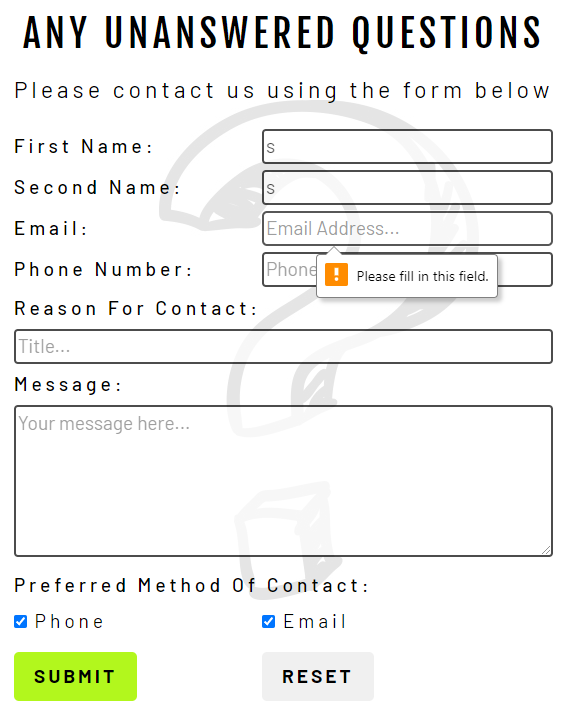 ANY UNANSWERED QUESTIONS
Please contact us using the form below
First Name: s
Second Name: s
Email: Email Address...
Phone Number: Phone
Please fill in this field.
Reason For Contact:
Title...
Message:
Your message here...
Preferred Method Of Contact:
Phone Email
SUBMIT RESET